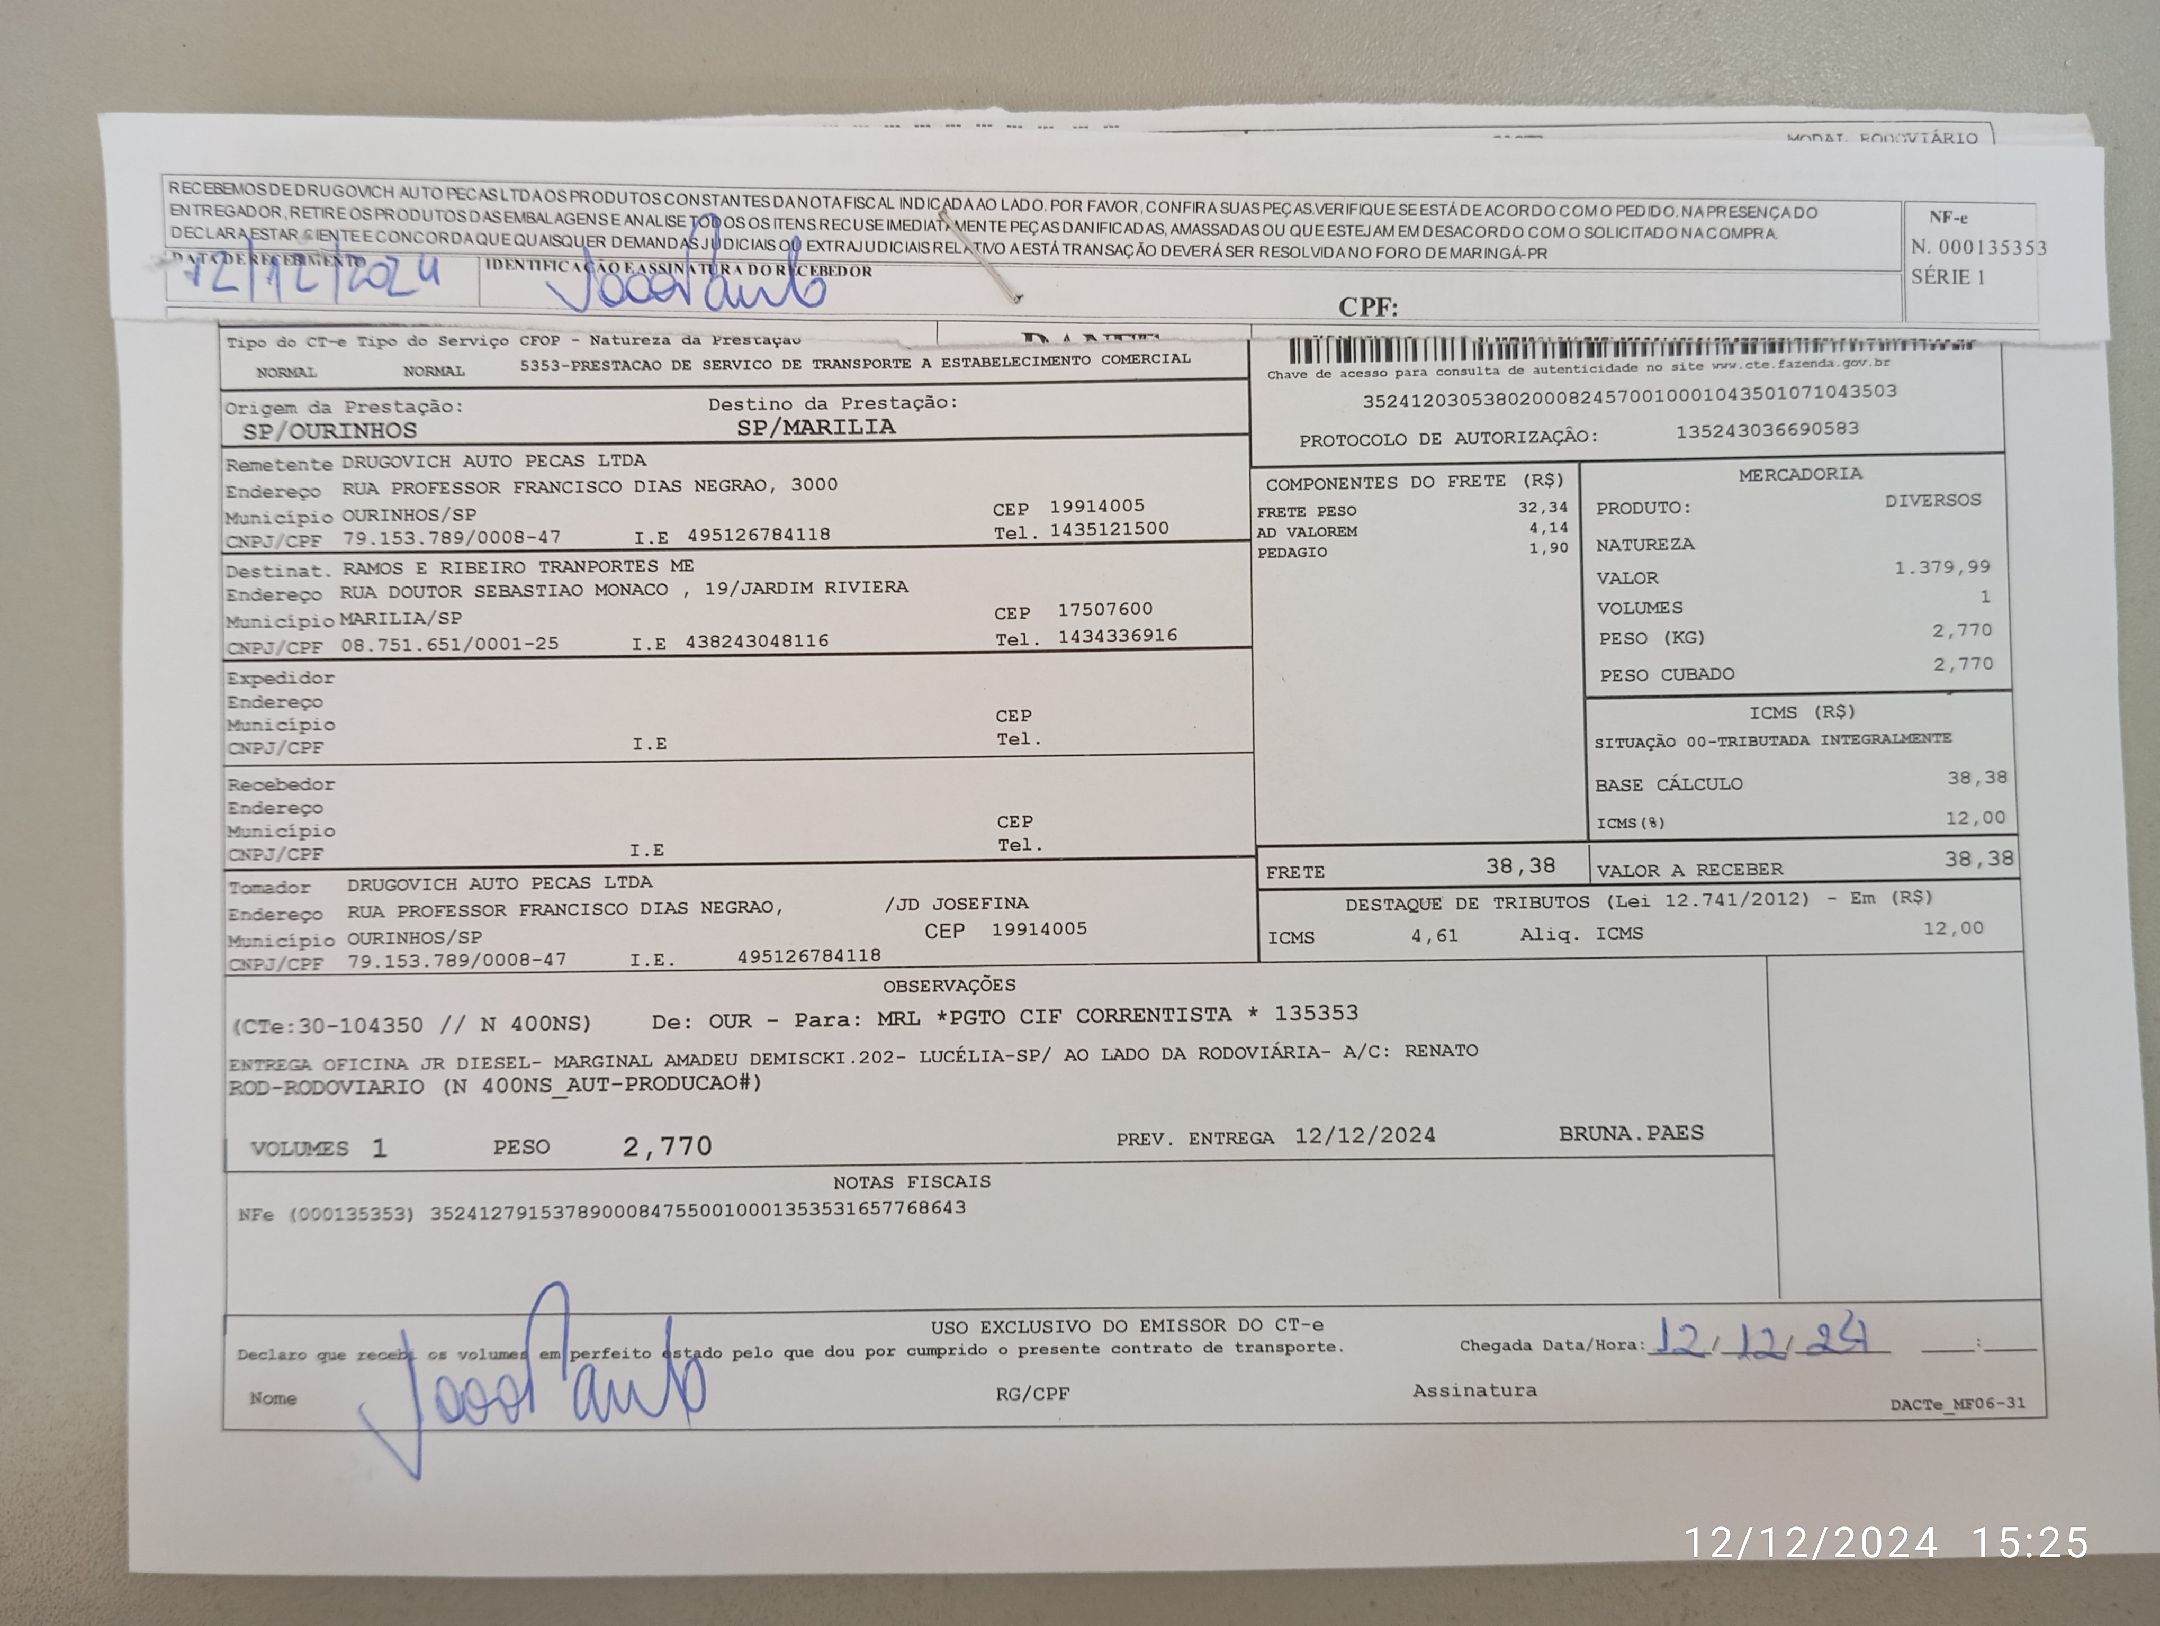 MODAL RODOVIÁRIO
RECEBEMOS DE DRUGOVICH AUTO PECAS LTDA OS PRODUTOS CONSTANTES DA NOTA FISCAL INDICADA AO LADO. POR FAVOR, CONFIRA SUAS PEÇAS.VERIFIQUE SE ESTÁ DE ACORDO COM O PEDIDO. NA PRESENÇA DO
ENTREGADOR, RETIRE OS PRODUTOS DAS EMBALAGENS E ANALISE TODOS OS ITENS. RECUSE IMEDIATAMENTE PEÇAS DANIFICADAS, AMASSADAS OU QUE ESTEJAM EM DESACORDO COM O SOLICITADO NA COMPRA.
DECLARA ESTAR CIENTE E CONCORDA QUE QUAISQUER DEMANDAS JUDICIAIS OU EXTRAJUDICIAIS RELATIVO A ESTÁ TRANSAÇÃO DEVERÁ SER RESOLVIDA NO FORO DE MARINGÁ-PR
NF-e
N. 000135353
SÉRIE 1
DATA DE RECEBIMENTO IDENTIFICAÇÃO E ASSINATURA DO RECEBEDOR
12/12/2024 João Paulo
CPF:
Tipo do CT-e Tipo do Serviço CFOP - Natureza da Prestação
NORMAL NORMAL 5353-PRESTACAO DE SERVICO DE TRANSPORTE A ESTABELECIMENTO COMERCIAL
Chave de acesso para consulta de autenticidade no site www.cte.fazenda.gov.br
35241203053802000824570010001043501071043503
PROTOCOLO DE AUTORIZAÇÃO: 135243036690583
Origem da Prestação: Destino da Prestação:
SP/OURINHOS SP/MARILIA
Remetente DRUGOVICH AUTO PECAS LTDA
Endereço RUA PROFESSOR FRANCISCO DIAS NEGRAO, 3000
Município OURINHOS/SP CEP 19914005
CNPJ/CPF 79.153.789/0008-47 I.E 495126784118 Tel. 1435121500
Destinat. RAMOS E RIBEIRO TRANPORTES ME
Endereço RUA DOUTOR SEBASTIAO MONACO , 19/JARDIM RIVIERA
Município MARILIA/SP CEP 17507600
CNPJ/CPF 08.751.651/0001-25 I.E 438243048116 Tel. 1434336916
Expedidor
Endereço
Município CEP
CNPJ/CPF I.E Tel.
Recebedor
Endereço
Município CEP
CNPJ/CPF I.E Tel.
Tomador DRUGOVICH AUTO PECAS LTDA
Endereço RUA PROFESSOR FRANCISCO DIAS NEGRAO, /JD JOSEFINA
Município OURINHOS/SP CEP 19914005
CNPJ/CPF 79.153.789/0008-47 I.E. 495126784118
COMPONENTES DO FRETE (R$)
FRETE PESO 32,34
AD VALOREM 4,14
PEDAGIO 1,90
MERCADORIA
PRODUTO: DIVERSOS
NATUREZA
VALOR 1.379,99
VOLUMES 1
PESO (KG) 2,770
PESO CUBADO 2,770
ICMS (R$)
SITUAÇÃO 00-TRIBUTADA INTEGRALMENTE
BASE CÁLCULO 38,38
ICMS(%) 12,00
FRETE 38,38 VALOR A RECEBER 38,38
DESTAQUE DE TRIBUTOS (Lei 12.741/2012) - Em (R$)
ICMS 4,61 Aliq. ICMS 12,00
OBSERVAÇÕES
(CTe:30-104350 // N 400NS) De: OUR - Para: MRL *PGTO CIF CORRENTISTA * 135353
ENTREGA OFICINA JR DIESEL- MARGINAL AMADEU DEMISCKI.202- LUCÉLIA-SP/ AO LADO DA RODOVIÁRIA- A/C: RENATO
ROD-RODOVIARIO (N 400NS_AUT-PRODUCAO#)
VOLUMES 1 PESO 2,770 PREV. ENTREGA 12/12/2024 BRUNA.PAES
NOTAS FISCAIS
NFe (000135353) 35241279153789000847550010001353531657768643
USO EXCLUSIVO DO EMISSOR DO CT-e
Declaro que recebi os volumes em perfeito estado pelo que dou por cumprido o presente contrato de transporte. Chegada Data/Hora: 12/12/24 __:__
Nome João Paulo RG/CPF Assinatura
DACTe_MF06-31
12/12/2024 15:25